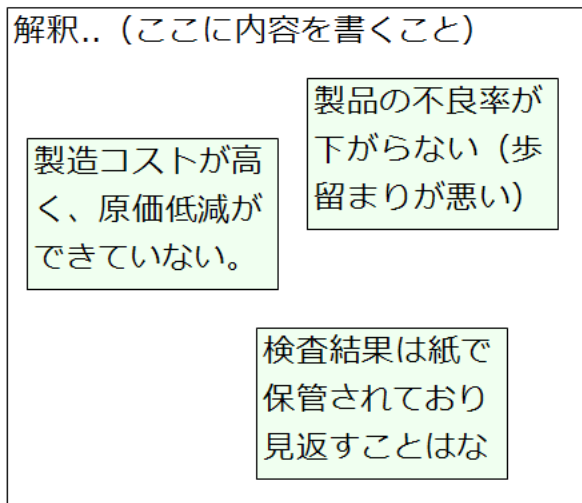 解釈..（ここに内容を書くこと）
製品の不良率が
下がらない（歩
留まりが悪い）
製造コストが高
く、原価低減が
できていない。
検査結果は紙で
保管されており
見返すことはな